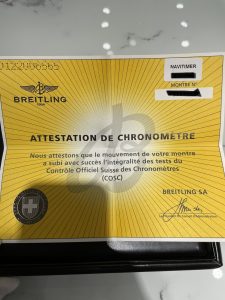 BREITLING
NAVITIMER
MONTRE N°
ATTESTATION DE CHRONOMETRE
Nous attestons que le mouvement de votre montre
a subi avec succès l'intégralité des tests du
Contrôle Officiel Suisse des Chronomètres
(COSC)
BREITLING SA